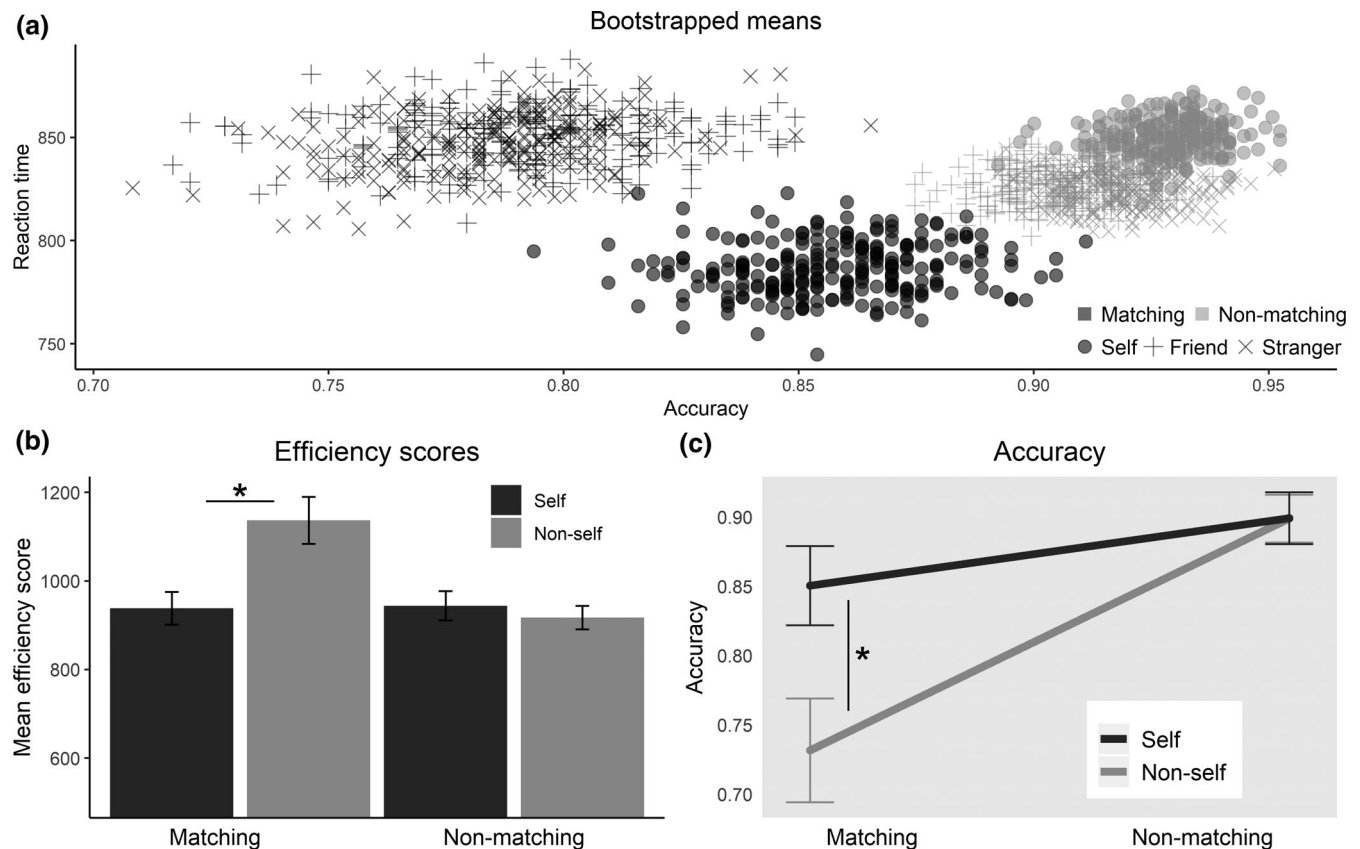 (a) Bootstrapped means
Reaction time
850
800
750
Matching Non-matching
Self Friend Stranger
0.70 0.75 0.80 0.85 0.90 0.95
Accuracy
(b) Efficiency scores
Mean efficiency score
1200
1000
800
600
*
Self
Non-self
Matching Non-matching
(c) Accuracy
Accuracy
0.90
0.85
0.80
0.75
0.70
*
Self
Non-self
Matching Non-matching